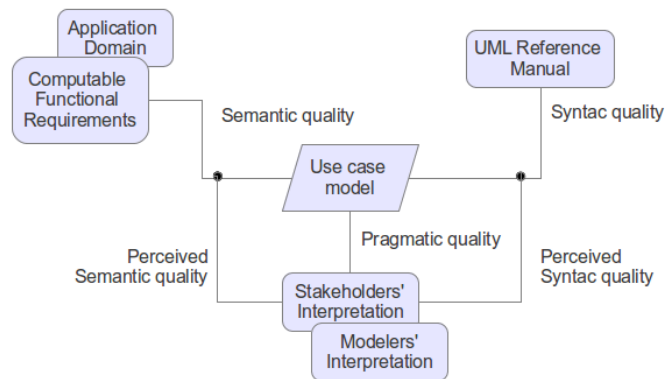 Application
Domain
Computable
Functional
Requirements
UML Reference
Manual
Semantic quality
Syntac quality
Use case
model
Pragmatic quality
Perceived
Semantic quality
Perceived
Syntac quality
Stakeholders'
Interpretation
Modelers'
Interpretation